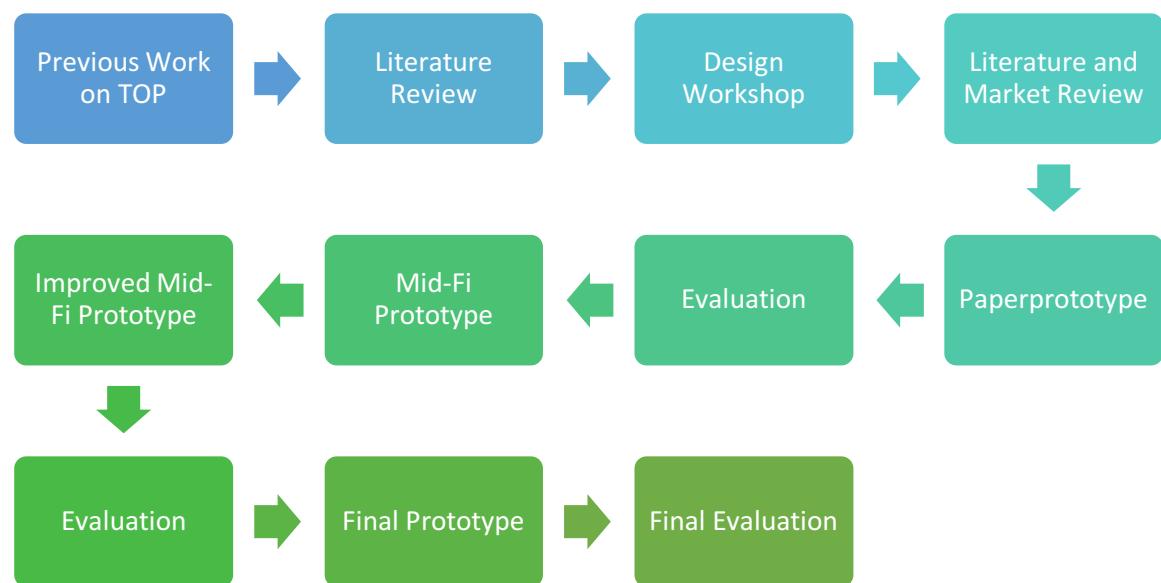 Previous Work
on TOP
Literature
Review
Design
Workshop
Literature and
Market Review
Paperprototype
Evaluation
Mid-Fi
Prototype
Improved Mid-
Fi Prototype
Evaluation
Final Prototype
Final Evaluation